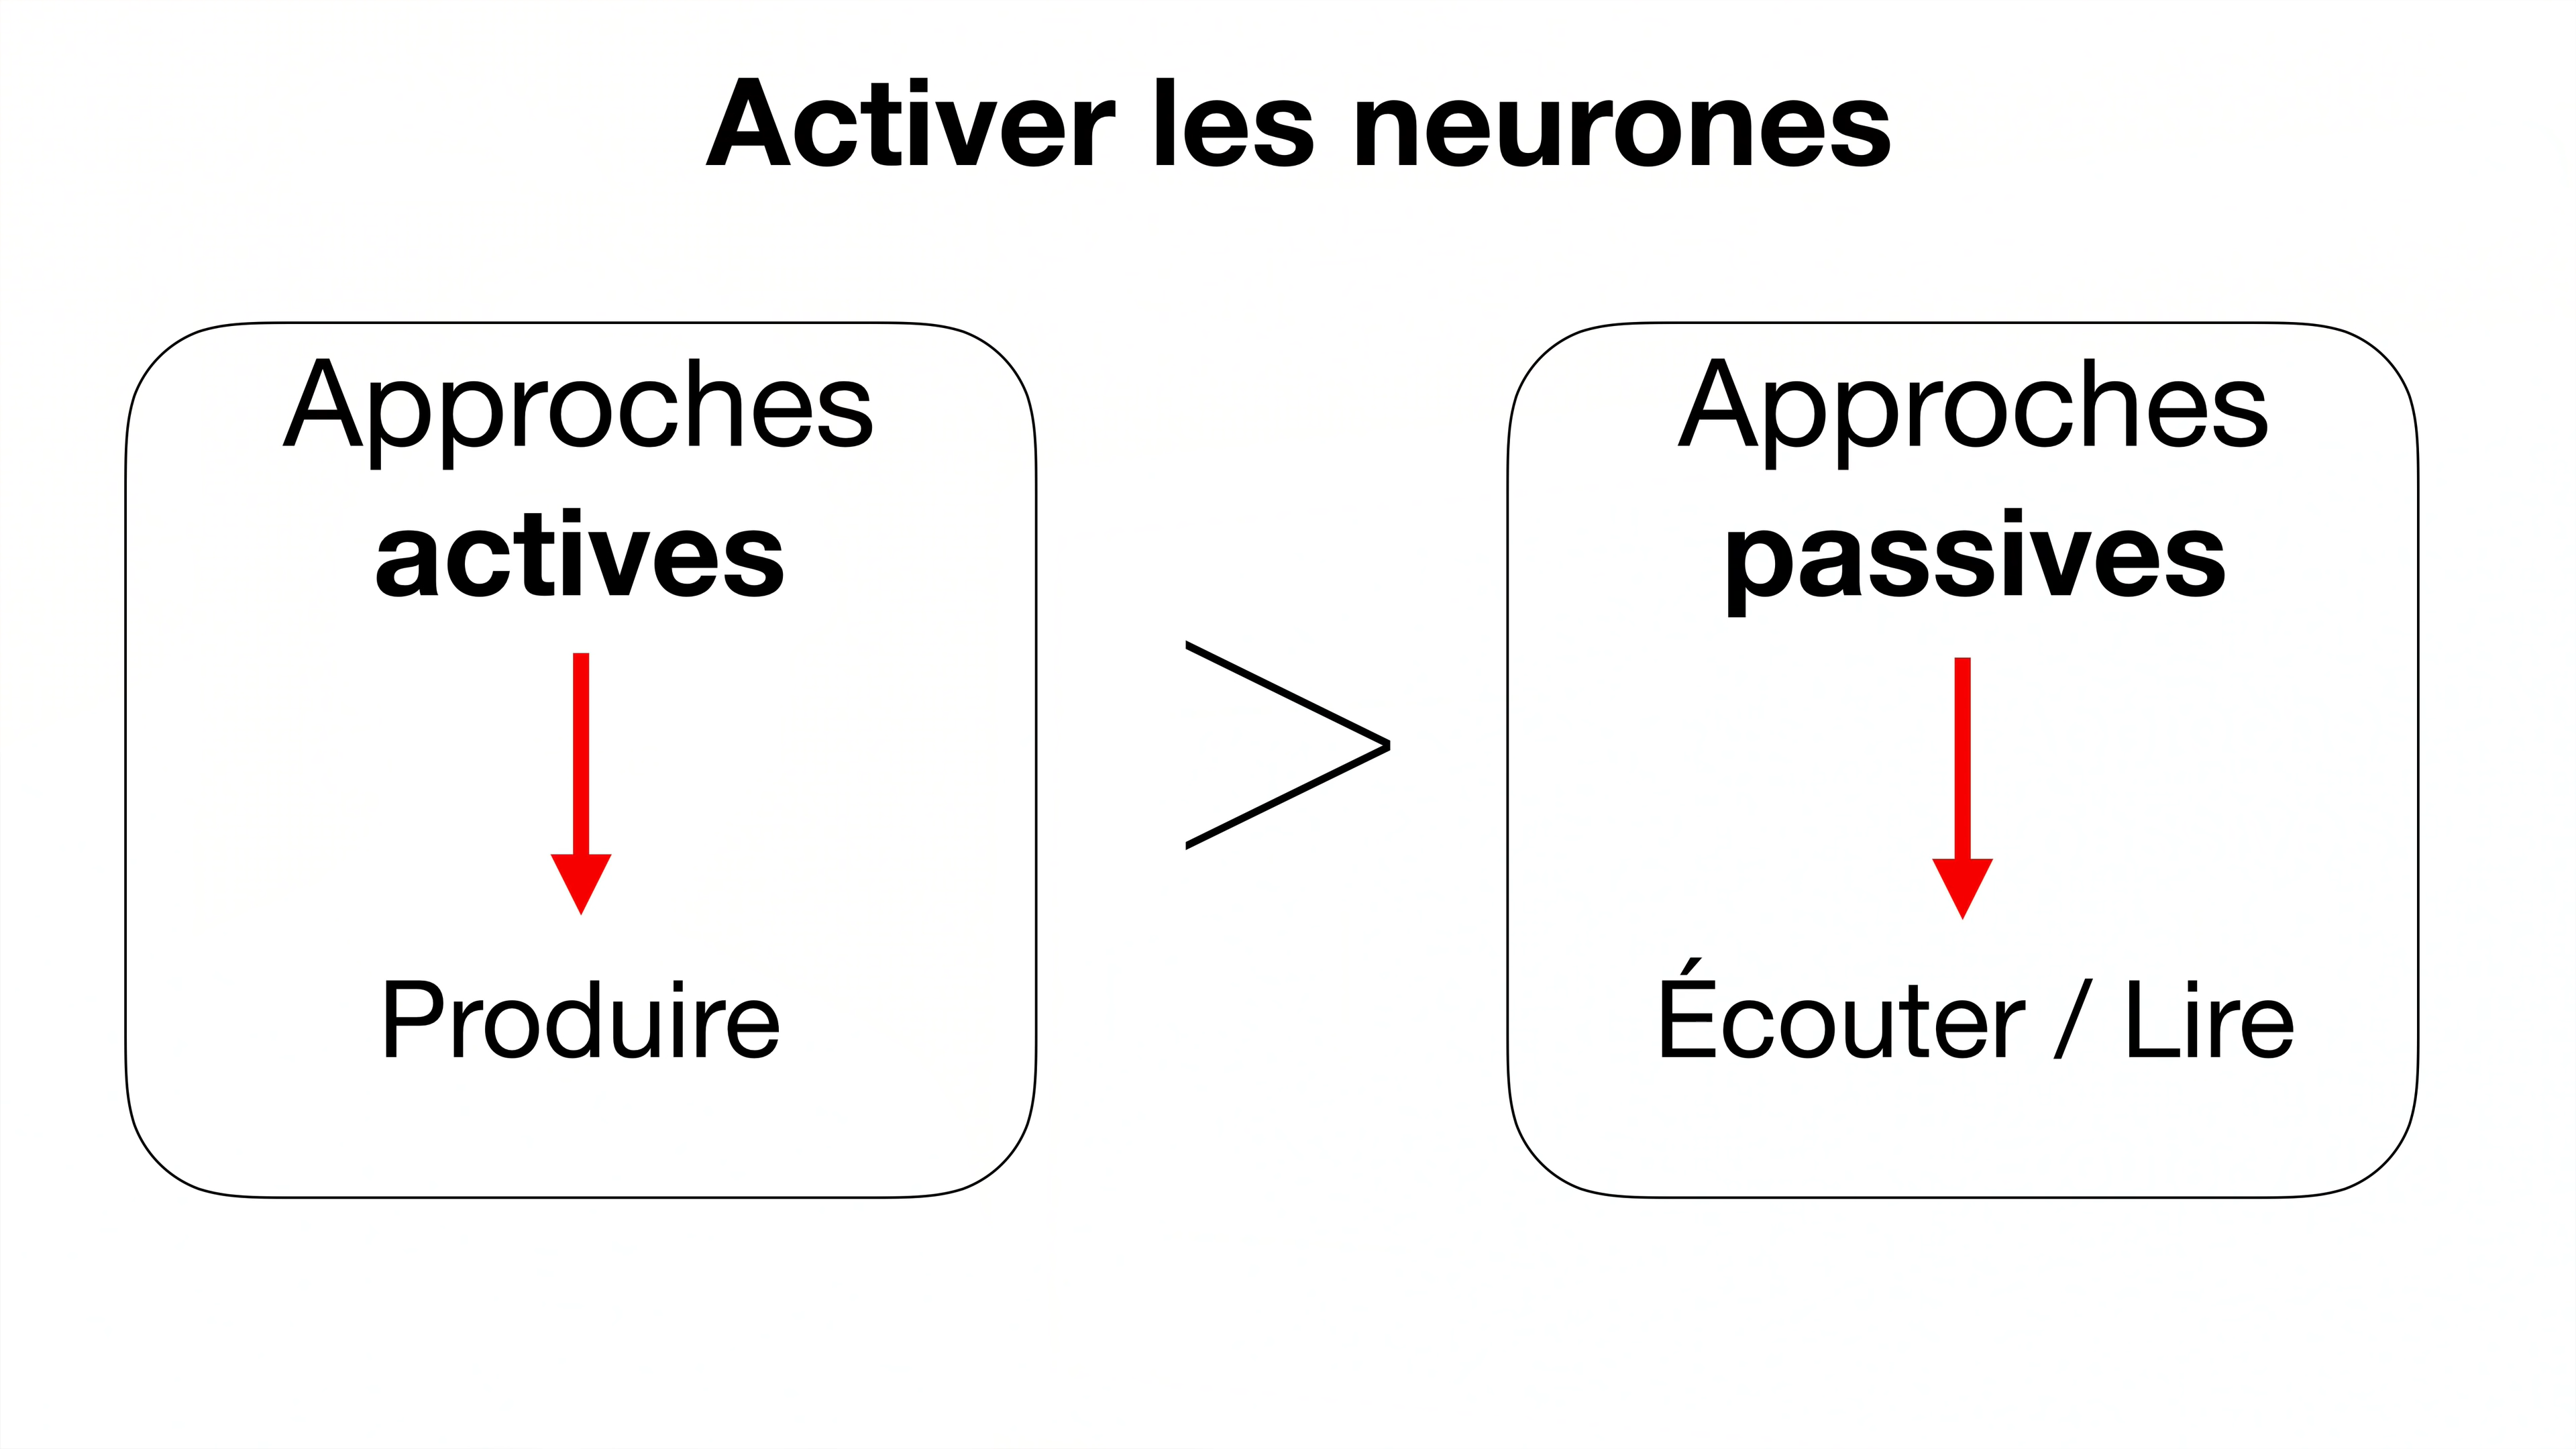 Activer les neurones
Approches
actives
Produire
>
Approches
passives
Écouter / Lire